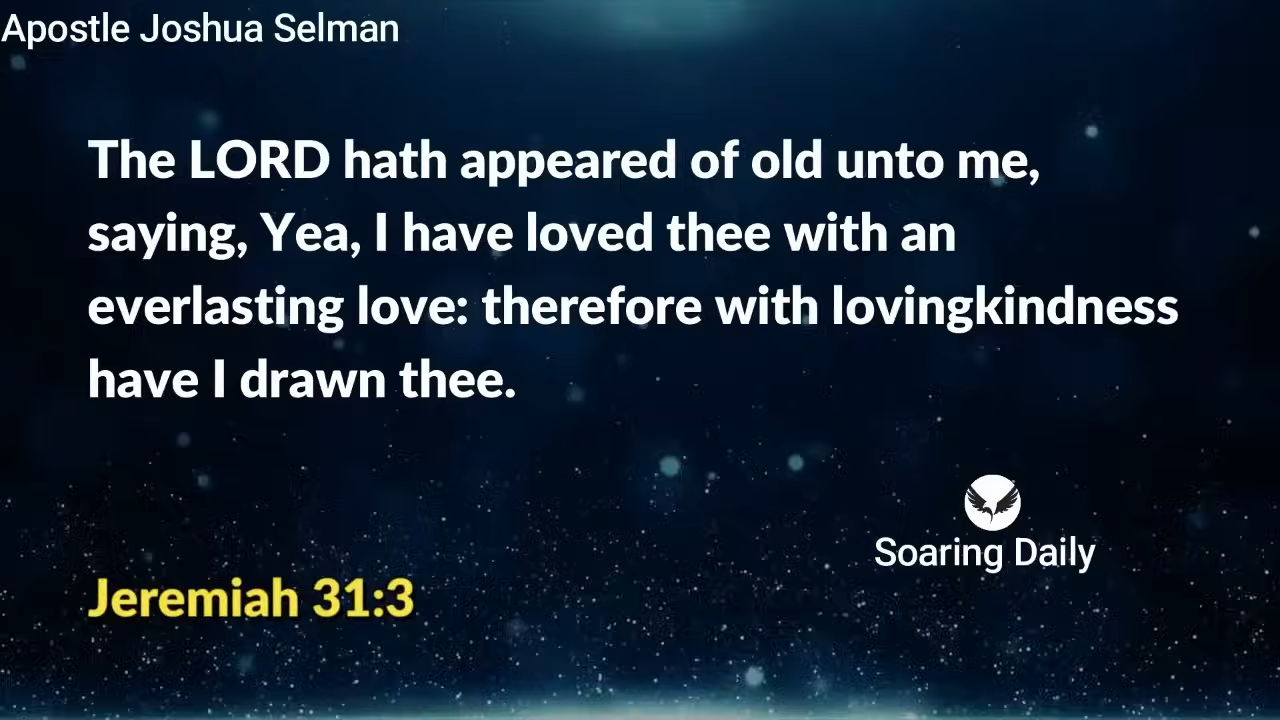 Apostle Joshua Selman
The LORD hath appeared of old unto me,
saying, Yea, I have loved thee with an
everlasting love: therefore with lovingkindness
have I drawn thee.
Soaring Daily
Jeremiah 31:3